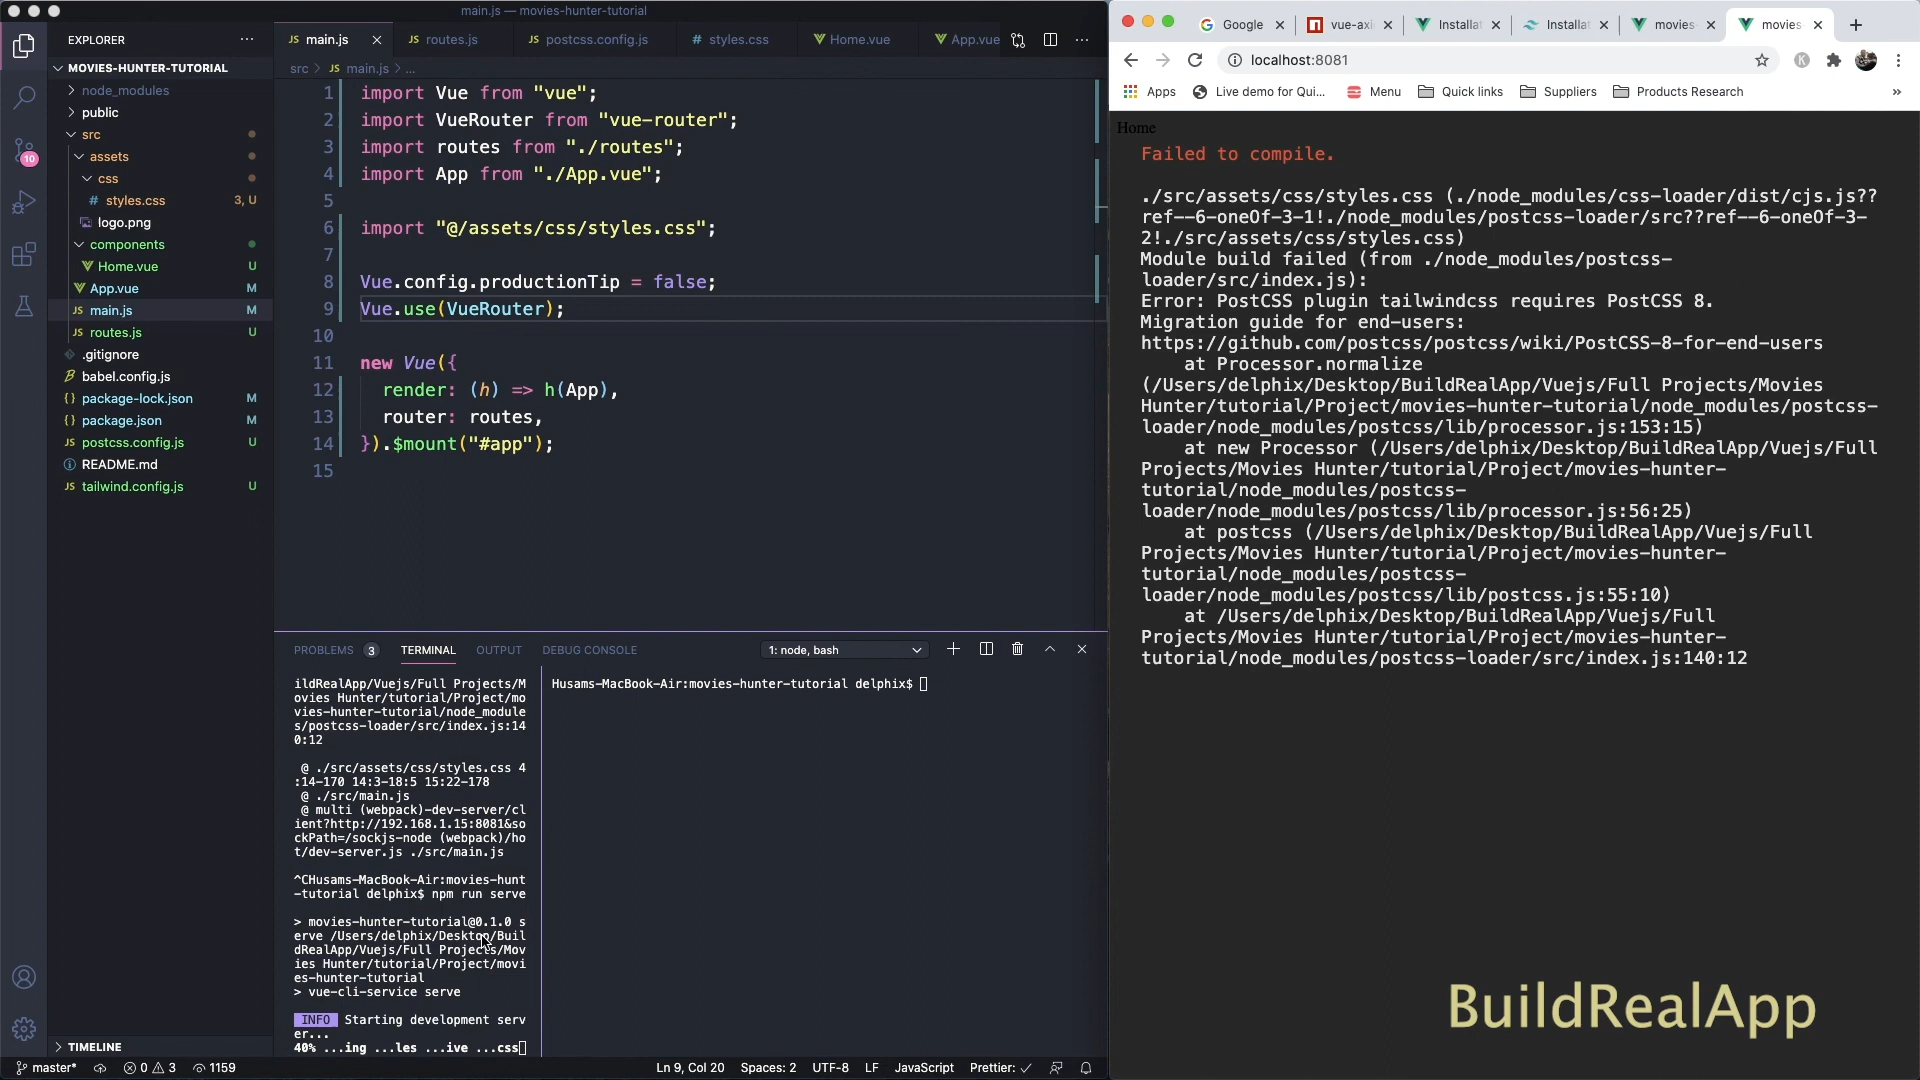 main.js — movies-hunter-tutorial
EXPLORER
MOVIES-HUNTER-TUTORIAL
node_modules
public
src
assets
css
# styles.css 3, U
logo.png
components
Home.vue U
App.vue M
JS main.js M
JS routes.js U
.gitignore
babel.config.js
{} package-lock.json M
{} package.json M
JS postcss.config.js U
README.md
JS tailwind.config.js U
TIMELINE
10
JS main.js
JS routes.js
JS postcss.config.js
# styles.css
Home.vue
App.vue
src > JS main.js > ...
1 import Vue from "vue";
2 import VueRouter from "vue-router";
3 import routes from "./routes";
4 import App from "./App.vue";
5
6 import "@/assets/css/styles.css";
7
8 Vue.config.productionTip = false;
9 Vue.use(VueRouter);
10
11 new Vue({
12 render: (h) => h(App),
13 router: routes,
14 }).$mount("#app");
15
PROBLEMS 3 TERMINAL OUTPUT DEBUG CONSOLE
1: node, bash
ildRealApp/Vuejs/Full Projects/M
ovies Hunter/tutorial/Project/mo
vies-hunter-tutorial/node_module
s/postcss-loader/src/index.js:14
0:12
@ ./src/assets/css/styles.css 4
:14-170 14:3-18:5 15:22-178
@ ./src/main.js
@ multi (webpack)-dev-server/cl
ient?http://192.168.1.15:8081&so
ckPath=/sockjs-node (webpack)/ho
t/dev-server.js ./src/main.js
^CHusams-MacBook-Air:movies-hunt
-tutorial delphix$ npm run serve
> movies-hunter-tutorial@0.1.0 s
erve /Users/delphix/Desktop/Buil
dRealApp/Vuejs/Full Projects/Mov
ies Hunter/tutorial/Project/movi
es-hunter-tutorial
> vue-cli-service serve
INFO Starting development serv
er...
40% ...ing ...les ...ive ...css
Husams-MacBook-Air:movies-hunter-tutorial delphix$
master* 0 3 1159
Ln 9, Col 20 Spaces: 2 UTF-8 LF JavaScript Prettier: ✓
Google
vue-axi
Installat
Installat
movies
movies
localhost:8081
K
Apps
Live demo for Qui...
Menu
Quick links
Suppliers
Products Research
»
Home
Failed to compile.
./src/assets/css/styles.css (./node_modules/css-loader/dist/cjs.js??
ref--6-oneOf-3-1!./node_modules/postcss-loader/src??ref--6-oneOf-3-
2!./src/assets/css/styles.css)
Module build failed (from ./node_modules/postcss-
loader/src/index.js):
Error: PostCSS plugin tailwindcss requires PostCSS 8.
Migration guide for end-users:
https://github.com/postcss/postcss/wiki/PostCSS-8-for-end-users
at Processor.normalize
(/Users/delphix/Desktop/BuildRealApp/Vuejs/Full Projects/Movies
Hunter/tutorial/Project/movies-hunter-tutorial/node_modules/postcss-
loader/node_modules/postcss/lib/processor.js:153:15)
at new Processor (/Users/delphix/Desktop/BuildRealApp/Vuejs/Full
Projects/Movies Hunter/tutorial/Project/movies-hunter-
tutorial/node_modules/postcss-
loader/node_modules/postcss/lib/processor.js:56:25)
at postcss (/Users/delphix/Desktop/BuildRealApp/Vuejs/Full
Projects/Movies Hunter/tutorial/Project/movies-hunter-
tutorial/node_modules/postcss-
loader/node_modules/postcss/lib/postcss.js:55:10)
at /Users/delphix/Desktop/BuildRealApp/Vuejs/Full
Projects/Movies Hunter/tutorial/Project/movies-hunter-
tutorial/node_modules/postcss-loader/src/index.js:140:12
BuildRealApp